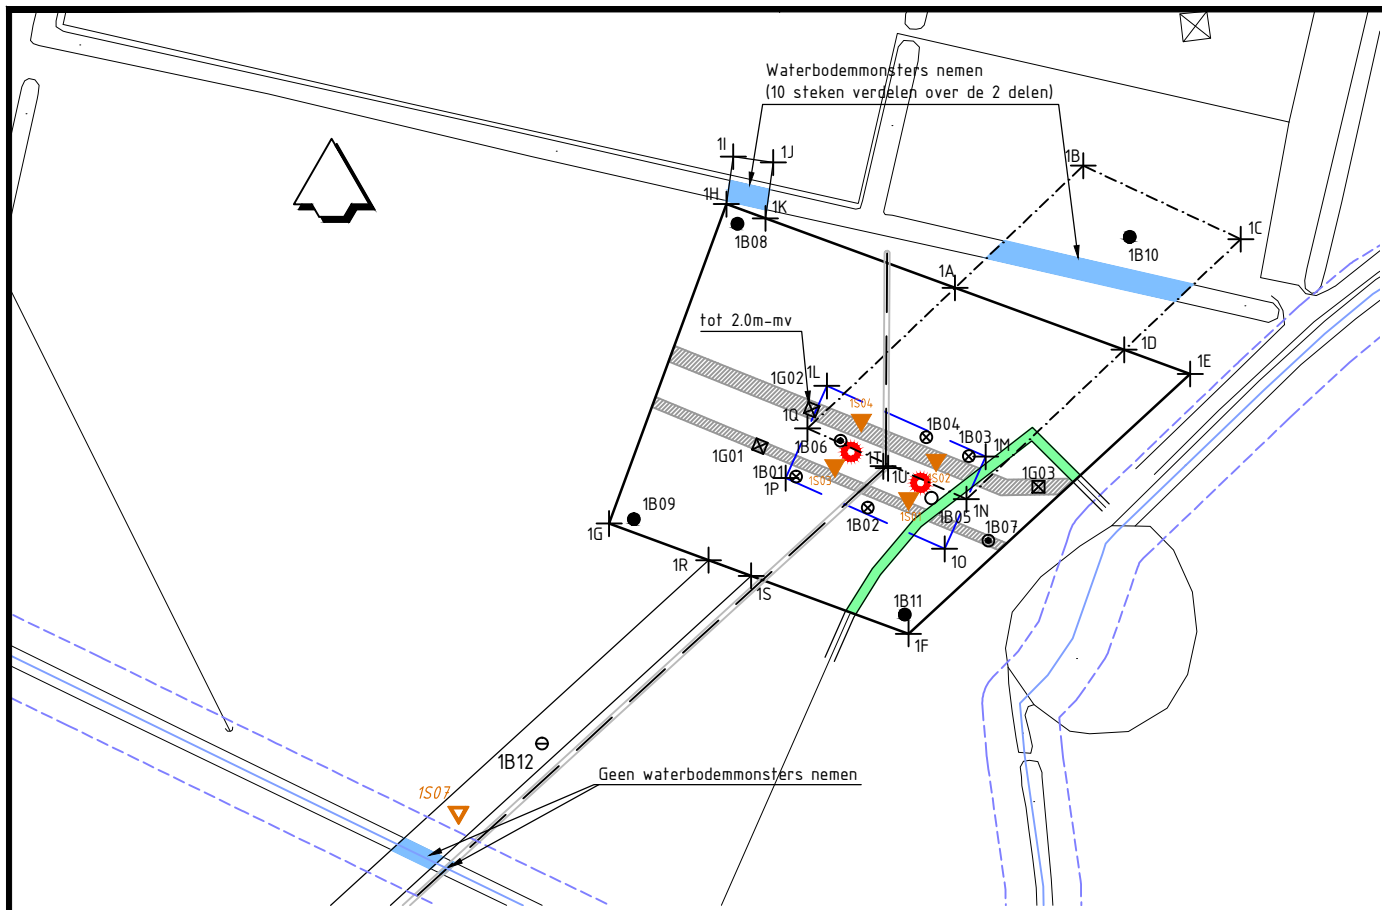 Waterbodemmonsters nemen
(10 steken verdelen over de 2 delen)
1I
1J
1B
1H
1K
1B08
1C
1B10
1A
tot 2.0m-mv
1D
1E
1L
1G02
1S04
1Q
1B04
1B06
1B03
1M
1G01
1T
1B01
1S03
1U
1S02
1G03
1P
1N
1B09
1B02
1S01
1B05
1B07
1G
1O
1R
1S
1B11
1F
1B12
Geen waterbodemmonsters nemen
1S07